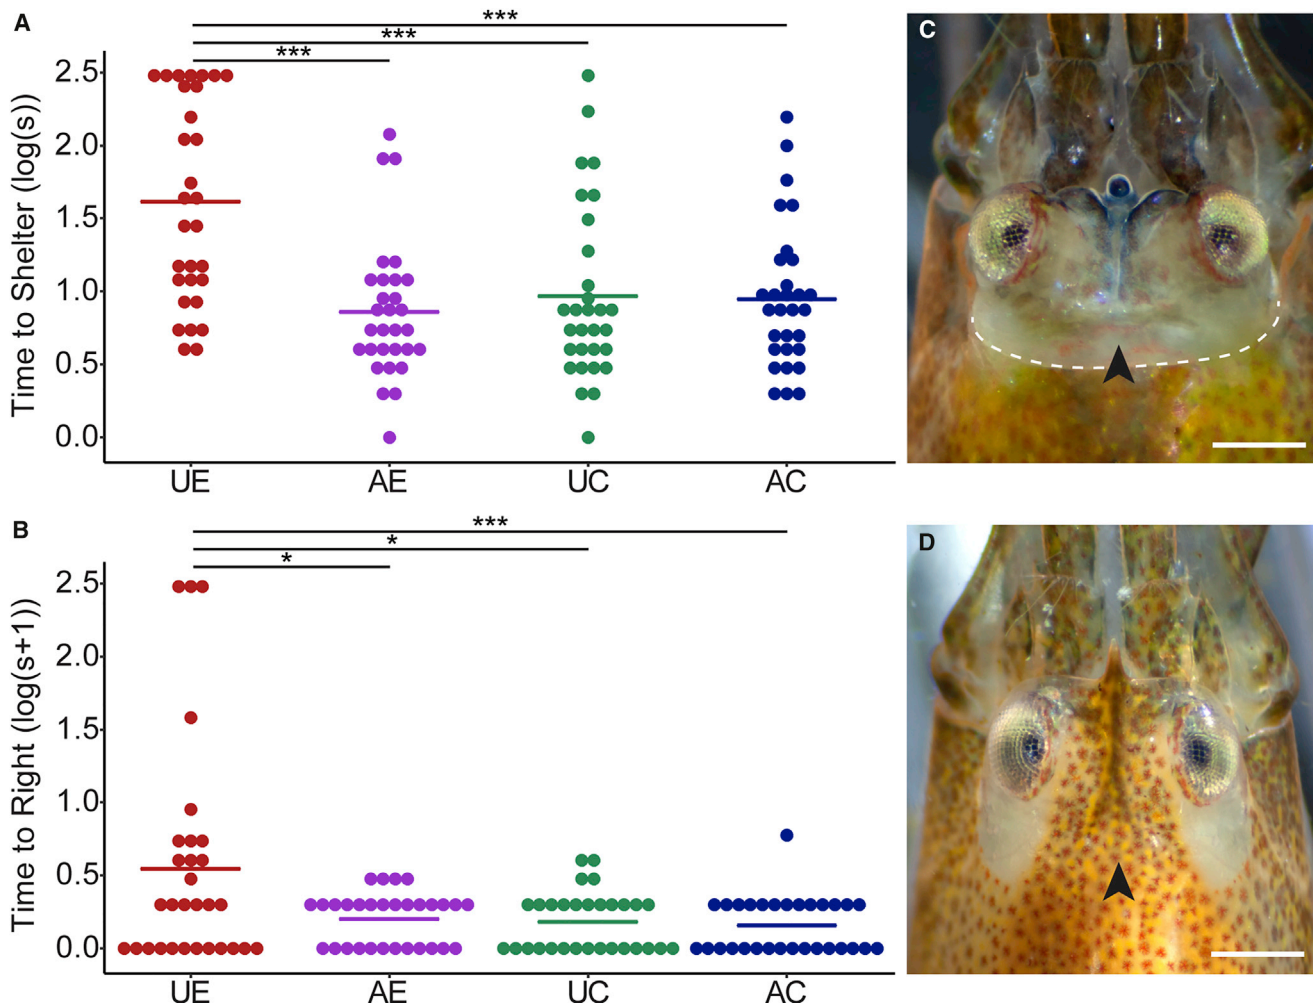 A
***
***
***
Time to Shelter (log(s))
2.5
2.0
1.5
1.0
0.5
0.0
UE
AE
UC
AC
B
***
*
*
Time to Right (log(s+1))
2.5
2.0
1.5
1.0
0.5
0.0
UE
AE
UC
AC
C
D